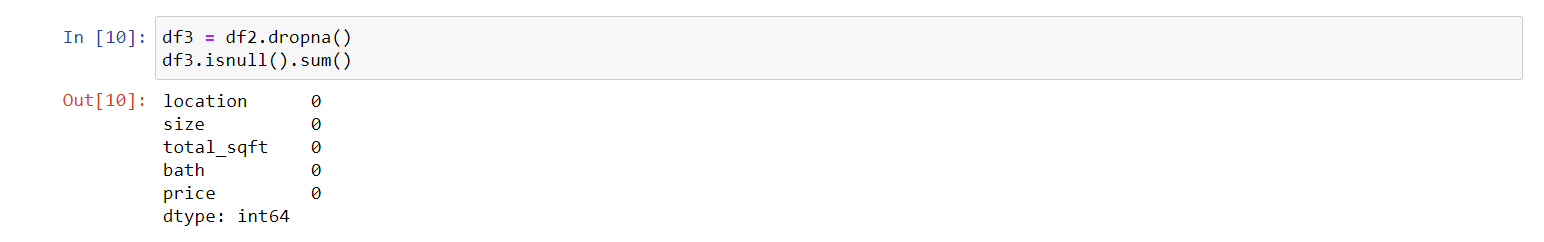 In [10]: df3 = df2.dropna()
df3.isnull().sum()
Out[10]: location 0
size 0
total_sqft 0
bath 0
price 0
dtype: int64